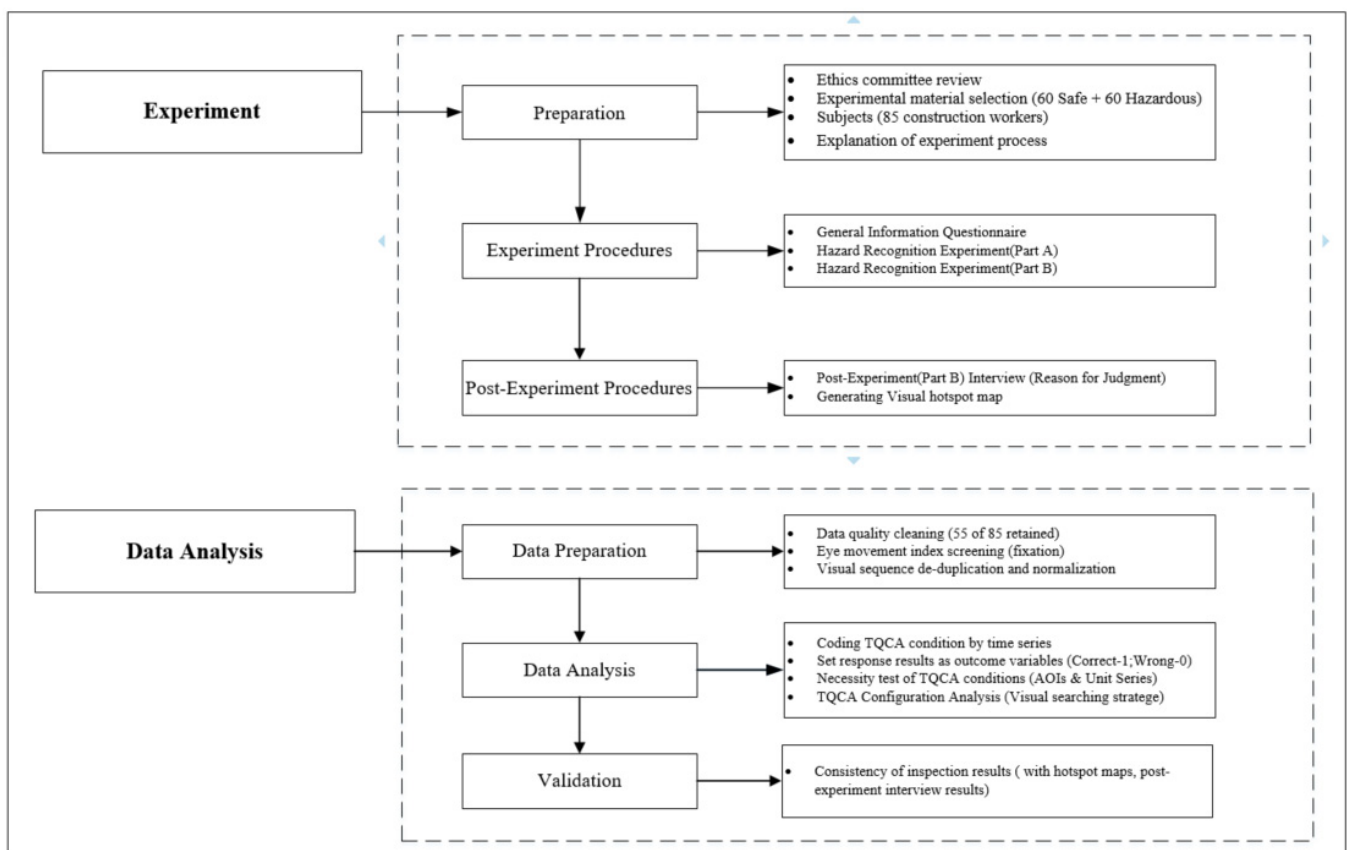 Experiment
Preparation
• Ethics committee review
• Experimental material selection (60 Safe + 60 Hazardous)
• Subjects (85 construction workers)
• Explanation of experiment process
Experiment Procedures
• General Information Questionnaire
• Hazard Recognition Experiment(Part A)
• Hazard Recognition Experiment(Part B)
Post-Experiment Procedures
• Post-Experiment(Part B) Interview (Reason for Judgment)
• Generating Visual hotspot map
Data Analysis
Data Preparation
• Data quality cleaning (55 of 85 retained)
• Eye movement index screening (fixation)
• Visual sequence de-duplication and normalization
Data Analysis
• Coding TQCA condition by time series
• Set response results as outcome variables (Correct-1;Wrong-0)
• Necessity test of TQCA conditions (AOIs & Unit Series)
• TQCA Configuration Analysis (Visual searching stratege)
Validation
• Consistency of inspection results ( with hotspot maps, post-
experiment interview results)